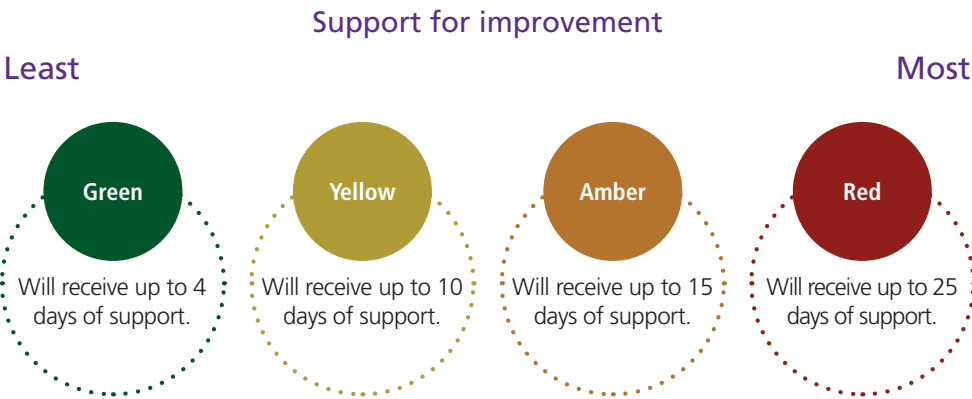 Support for improvement
Least
Most
Green
Will receive up to 4
days of support.
Yellow
Will receive up to 10
days of support.
Amber
Will receive up to 15
days of support.
Red
Will receive up to 25
days of support.